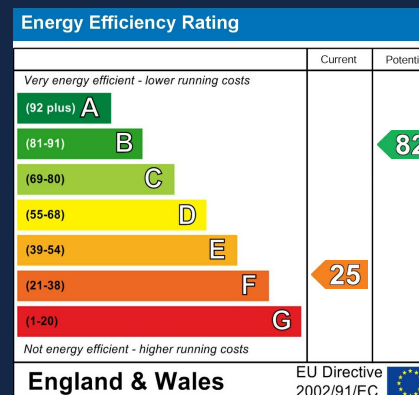 Energy Efficiency Rating
Current
Very energy efficient - lower running costs
(92 plus) A
(81-91) B
82
(69-80) C
(55-68) D
(39-54) E
(21-38) F
25
(1-20) G
Not energy efficient - higher running costs
England & Wales
EU Directive
2002/91/EC